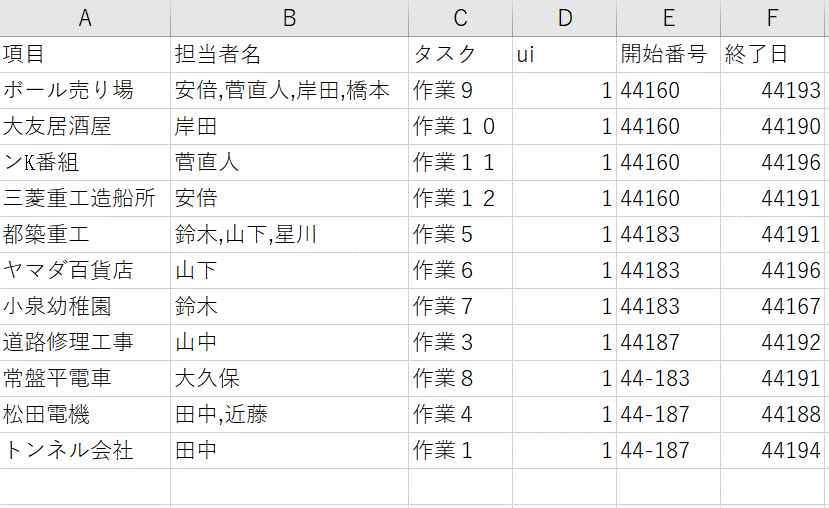 A B C D E F
項目 担当者名 タスク ui 開始番号 終了日
ボール売り場 安倍,菅直人,岸田,橋本 作業９ 1 44160 44193
大友居酒屋 岸田 作業１０ 1 44160 44190
ンK番組 菅直人 作業１１ 1 44160 44196
三菱重工造船所 安倍 作業１２ 1 44160 44191
都築重工 鈴木,山下,星川 作業５ 1 44183 44191
ヤマダ百貨店 山下 作業６ 1 44183 44196
小泉幼稚園 鈴木 作業７ 1 44183 44167
道路修理工事 山中 作業３ 1 44187 44192
常盤平電車 大久保 作業８ 1 44-183 44191
松田電機 田中,近藤 作業４ 1 44-187 44188
トンネル会社 田中 作業１ 1 44-187 44194